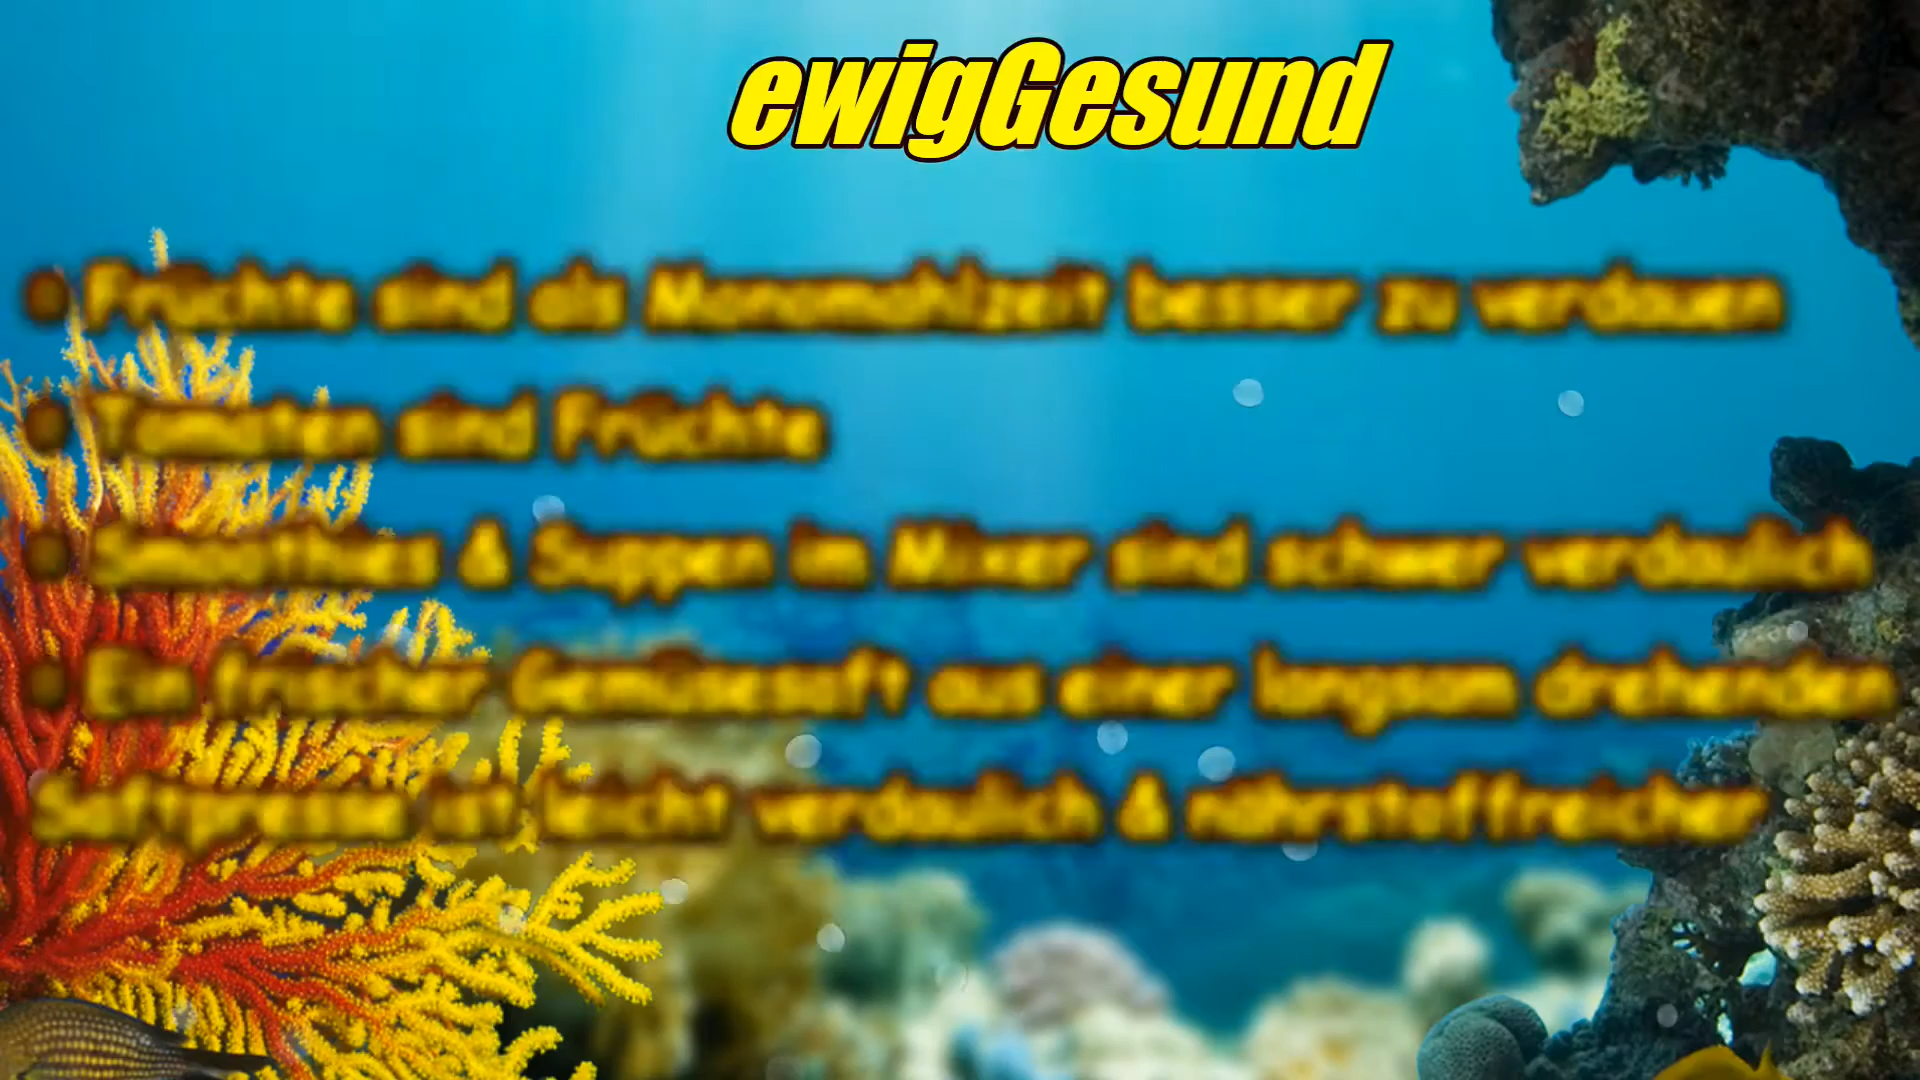 ewigGesund
• Früchte sind als Monomahlzeit besser zu verdauen
• Tomaten sind Früchte
• Smoothies & Suppen im Mixer sind schwer verdaulich
• Ein frischer Gemüsesaft aus einer langsam drehenden
Saftpresse ist leicht verdaulich & nährstoffreicher